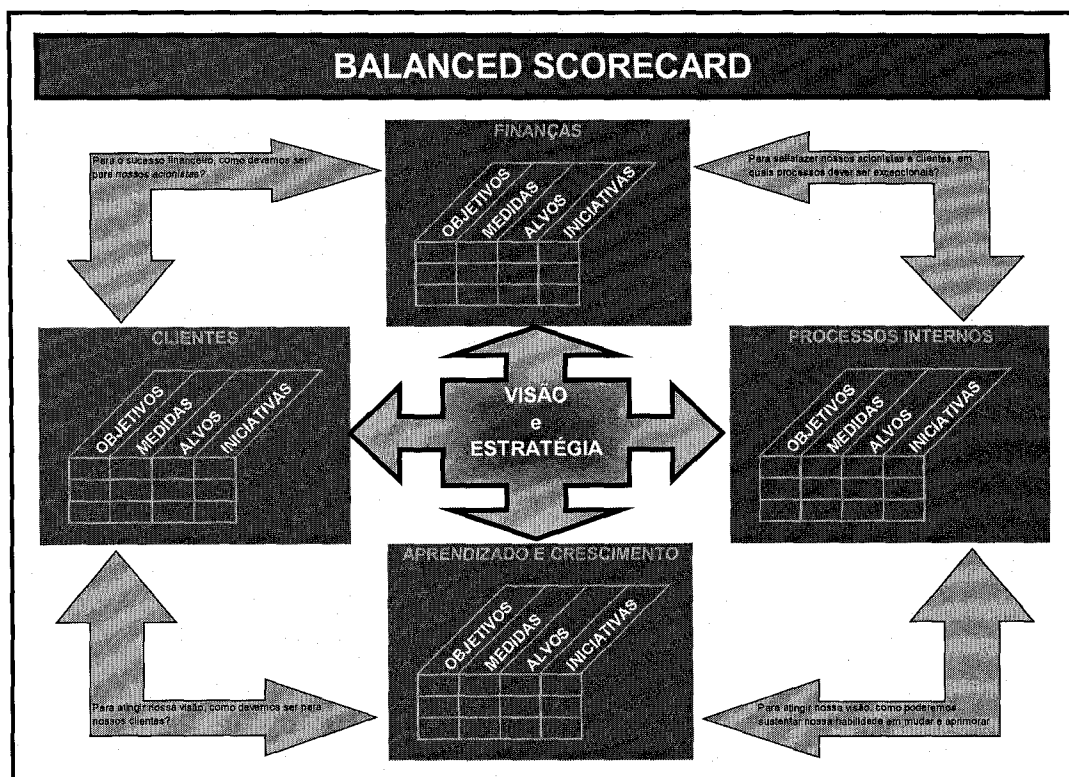 BALANCED SCORECARD
FINANÇAS
OBJETIVOS
MEDIDAS
ALVOS
INICIATIVAS
Para o sucesso financeiro, como devemos ser
para nossos acionistas?
Para satisfazer nossos acionistas e clientes, em
quais processos dever ser excepcionais?
CLIENTES
OBJETIVOS
MEDIDAS
ALVOS
INICIATIVAS
VISÃO
e
ESTRATÉGIA
PROCESSOS INTERNOS
OBJETIVOS
MEDIDAS
ALVOS
INICIATIVAS
APRENDIZADO E CRESCIMENTO
OBJETIVOS
MEDIDAS
ALVOS
INICIATIVAS
Para atingir nossa visão, como devemos ser para
nossos clientes?
Para atingir nossa visão, como poderemos
sustentar nossa habilidade em mudar e aprimorar